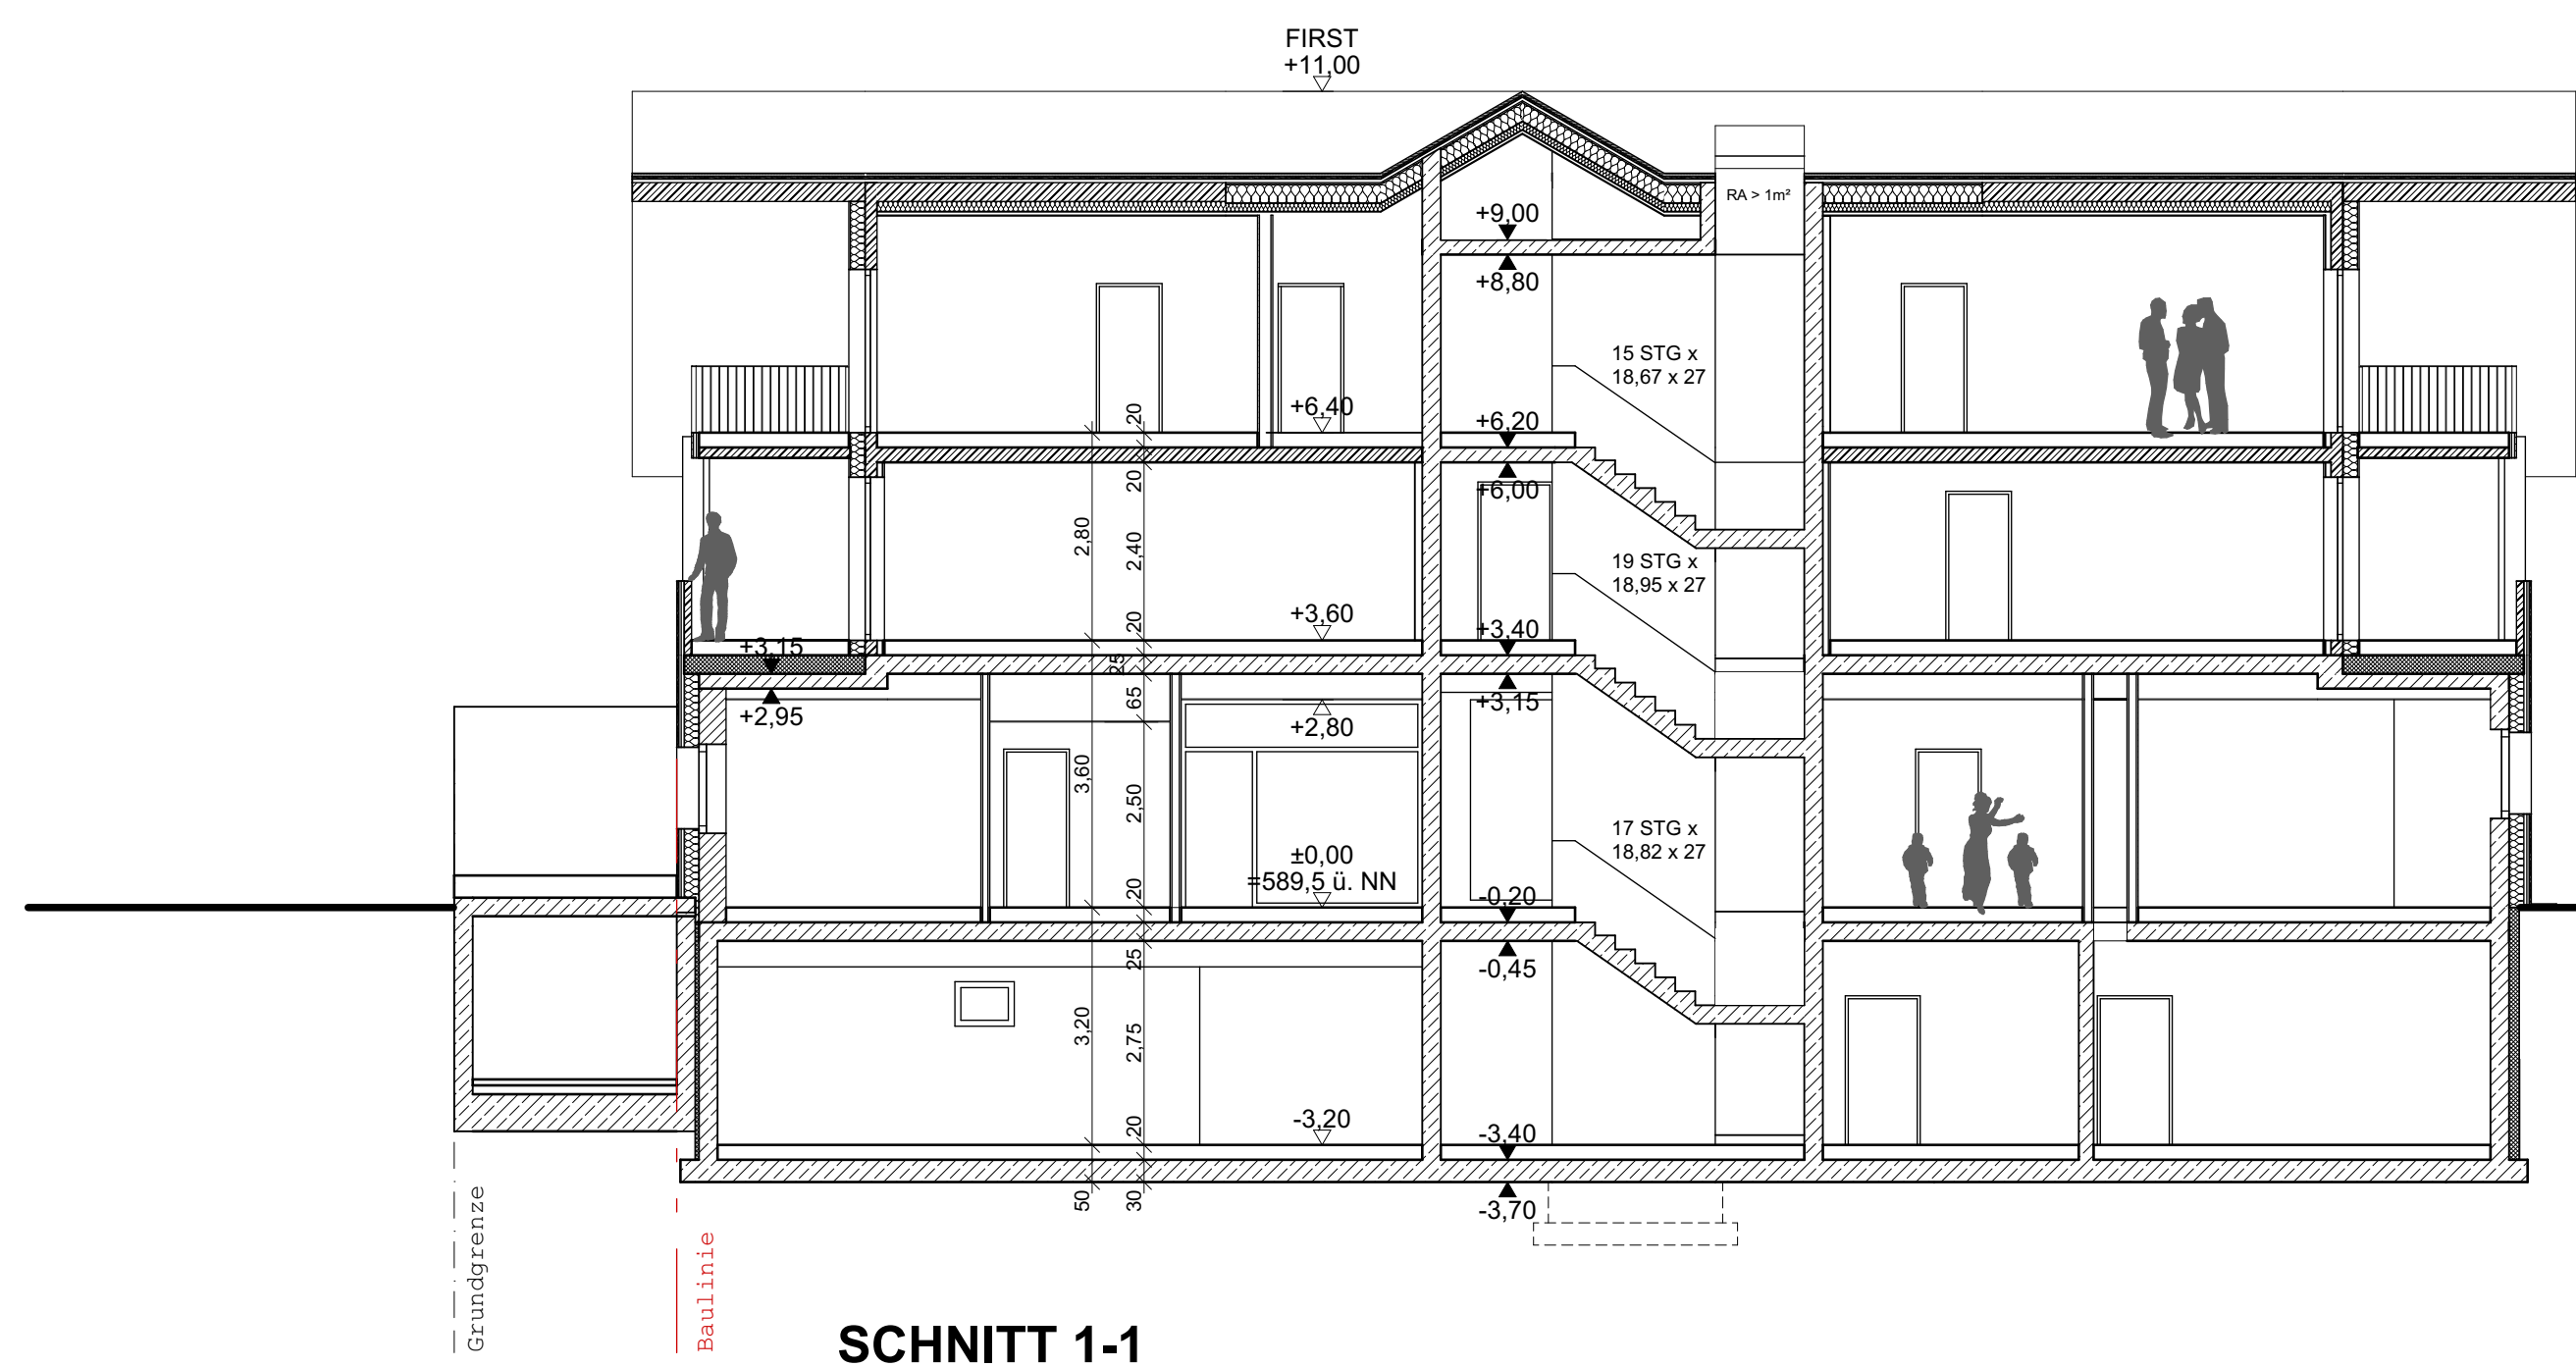 FIRST
+11,00
RA > 1m²
+9,00
+8,80
15 STG x
18,67 x 27
+6,40
+6,20
20
20
+6,00
2,80
2,40
19 STG x
18,95 x 27
+3,60
+3,40
20
+3,15
25
+2,95
65
+2,80
+3,15
3,60
2,50
17 STG x
18,82 x 27
±0,00
=589,5 ü. NN
20
-0,20
25
-0,45
3,20
2,75
-3,20
20
-3,40
50
30
-3,70
Grundgrenze
Baulinie
SCHNITT 1-1